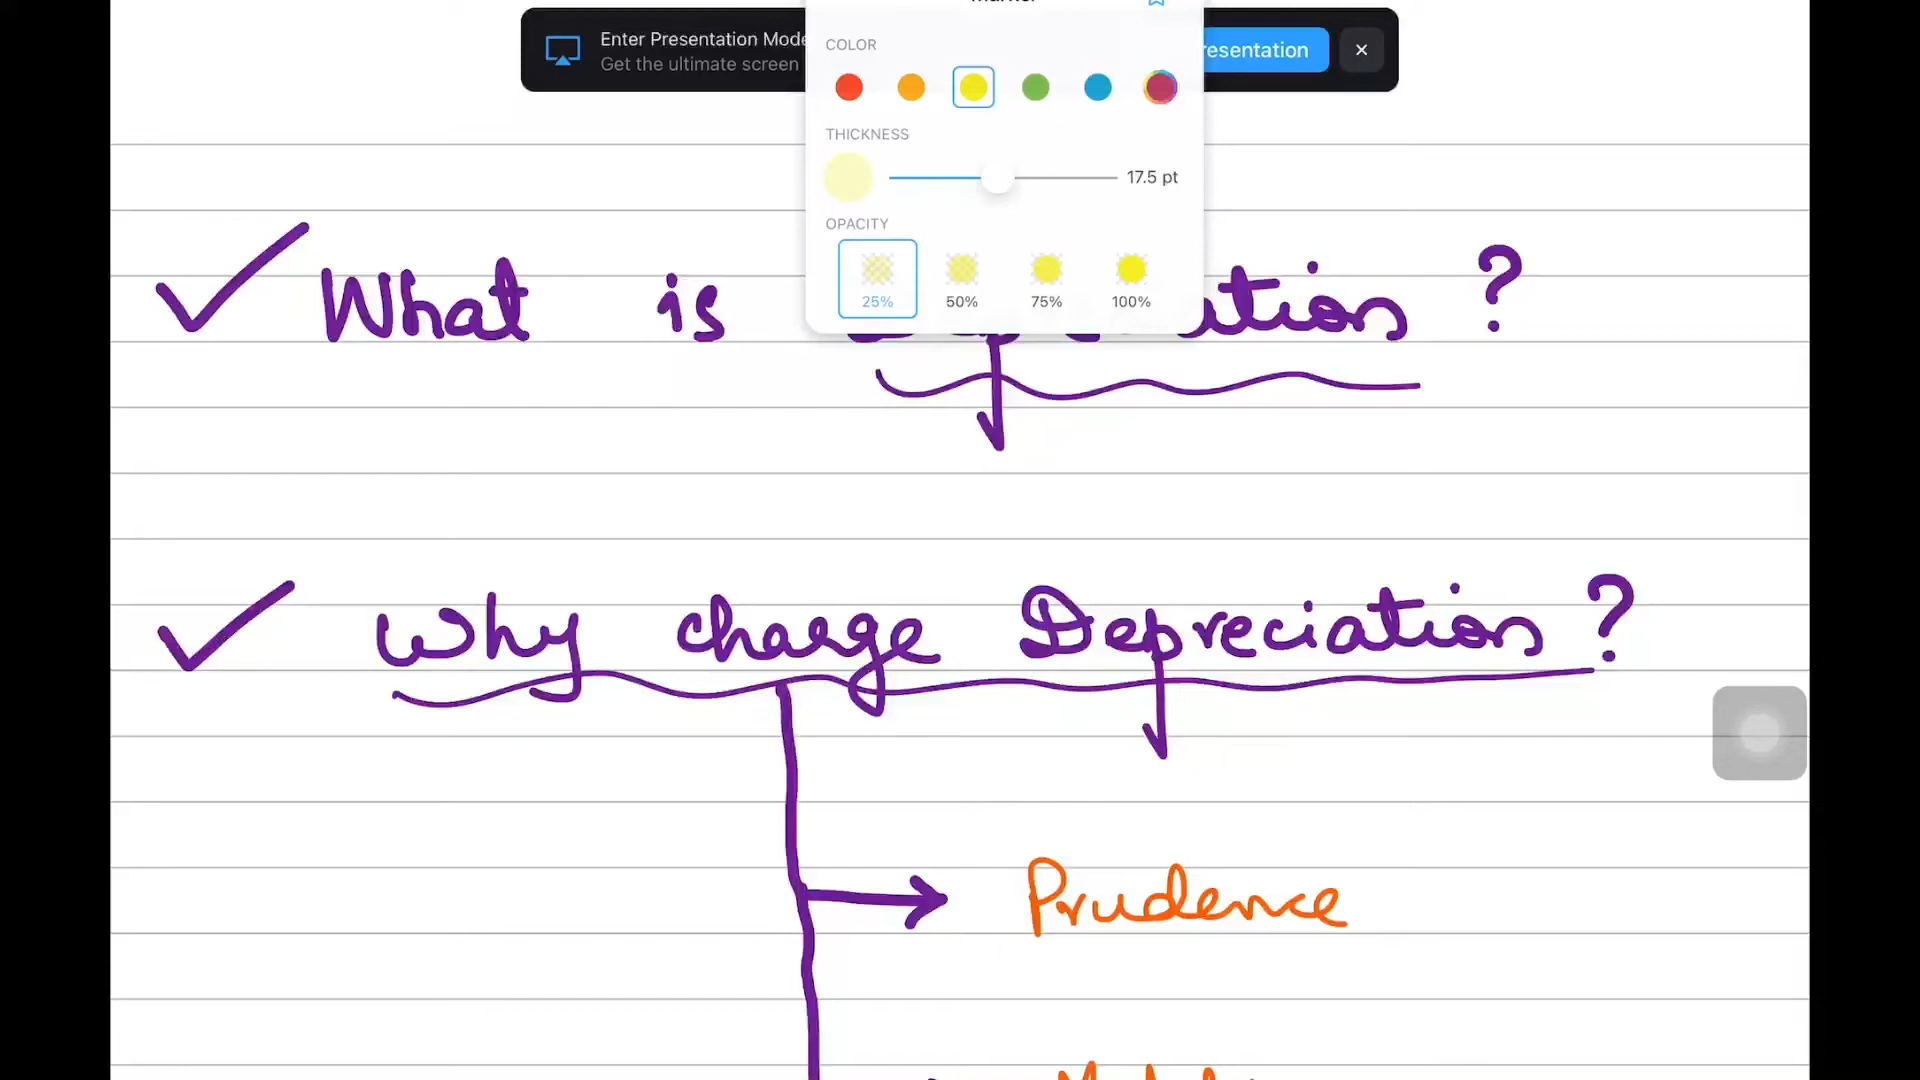 Enter Presentation Mode
Get the ultimate screen
resentation
COLOR
THICKNESS
17.5 pt
OPACITY
25% 50% 75% 100%
What is ation ?
Why charge Depreciation ?
Prudence